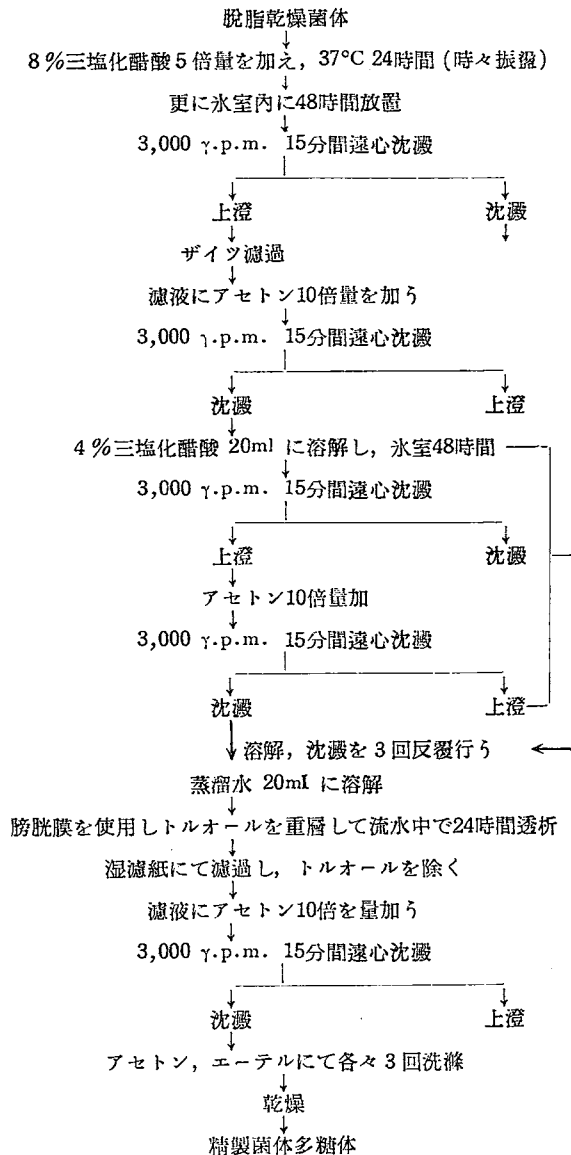 脱脂乾燥菌体
8%三塩化醋酸5倍量を加え，37°C 24時間 (時々振盪)
更に氷室内に48時間放置
3,000 γ.p.m. 15分間遠心沈澱
上澄 沈澱
ザイツ濾過
濾液にアセトン10倍量を加う
3,000 γ.p.m. 15分間遠心沈澱
沈澱 上澄
4%三塩化醋酸 20ml に溶解し，氷室48時間
3,000 γ.p.m. 15分間遠心沈澱
上澄 沈澱
アセトン10倍量加
3,000 γ.p.m. 15分間遠心沈澱
沈澱 上澄
溶解，沈澱を3回反覆行う
蒸溜水 20ml に溶解
膀胱膜を使用しトルオールを重層して流水中で24時間透析
湿濾紙にて濾過し，トルオールを除く
濾液にアセトン10倍を量加う
3,000 γ.p.m. 15分間遠心沈澱
沈澱 上澄
アセトン，エーテルにて各々3回洗滌
乾燥
精製菌体多糖体